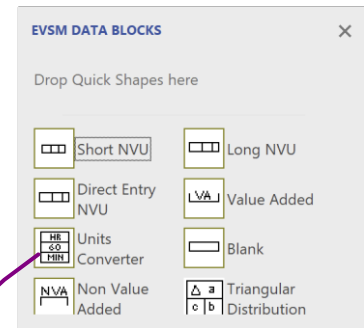 EVSM DATA BLOCKS
Drop Quick Shapes here
Short NVU
Long NVU
Direct Entry
NVU
VA
Value Added
HR
60
MIN
Units
Converter
Blank
NVA
Non Value
Added
a
c b
Triangular
Distribution